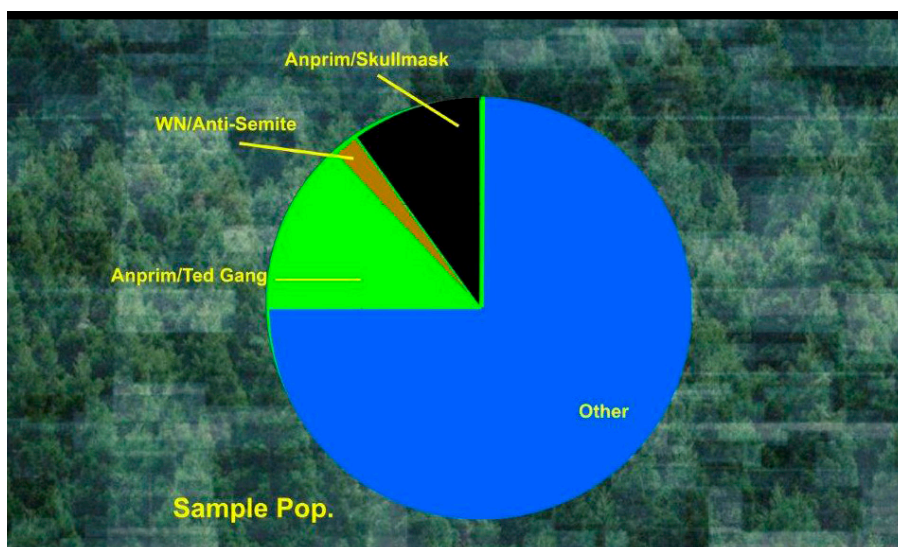 Anprim/Skullmask
WN/Anti-Semite
Anprim/Ted Gang
Other
Sample Pop.